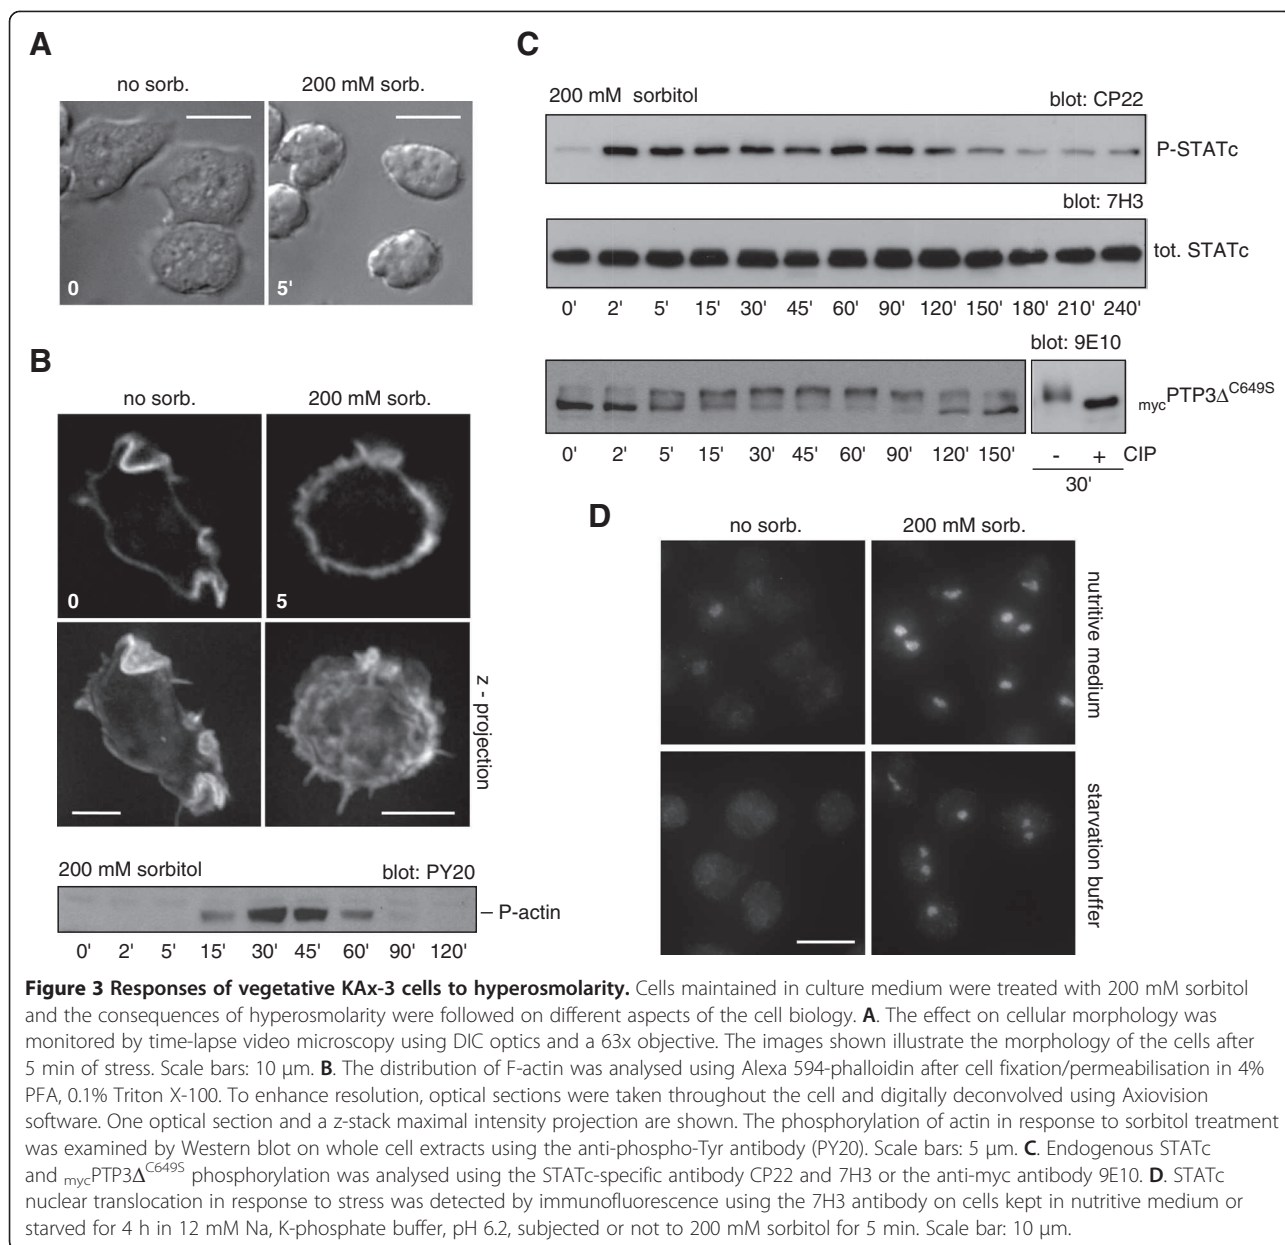 A
no sorb. 200 mM sorb.
0 5'
B
no sorb. 200 mM sorb.
0 5
z - projection
200 mM sorbitol blot: PY20
P-actin
0' 2' 5' 15' 30' 45' 60' 90' 120'
C
200 mM sorbitol blot: CP22
P-STATc
blot: 7H3
tot. STATc
0' 2' 5' 15' 30' 45' 60' 90' 120' 150' 180' 210' 240'
blot: 9E10
mycPTP3ΔC649S
0' 2' 5' 15' 30' 45' 60' 90' 120' 150' - + CIP
30'
D
no sorb. 200 mM sorb.
nutritive medium
starvation buffer
Figure 3 Responses of vegetative KAx-3 cells to hyperosmolarity. Cells maintained in culture medium were treated with 200 mM sorbitol
and the consequences of hyperosmolarity were followed on different aspects of the cell biology. A. The effect on cellular morphology was
monitored by time-lapse video microscopy using DIC optics and a 63x objective. The images shown illustrate the morphology of the cells after
5 min of stress. Scale bars: 10 μm. B. The distribution of F-actin was analysed using Alexa 594-phalloidin after cell fixation/permeabilisation in 4%
PFA, 0.1% Triton X-100. To enhance resolution, optical sections were taken throughout the cell and digitally deconvolved using Axiovision
software. One optical section and a z-stack maximal intensity projection are shown. The phosphorylation of actin in response to sorbitol treatment
was examined by Western blot on whole cell extracts using the anti-phospho-Tyr antibody (PY20). Scale bars: 5 μm. C. Endogenous STATc
and mycPTP3ΔC649S phosphorylation was analysed using the STATc-specific antibody CP22 and 7H3 or the anti-myc antibody 9E10. D. STATc
nuclear translocation in response to stress was detected by immunofluorescence using the 7H3 antibody on cells kept in nutritive medium or
starved for 4 h in 12 mM Na, K-phosphate buffer, pH 6.2, subjected or not to 200 mM sorbitol for 5 min. Scale bar: 10 μm.